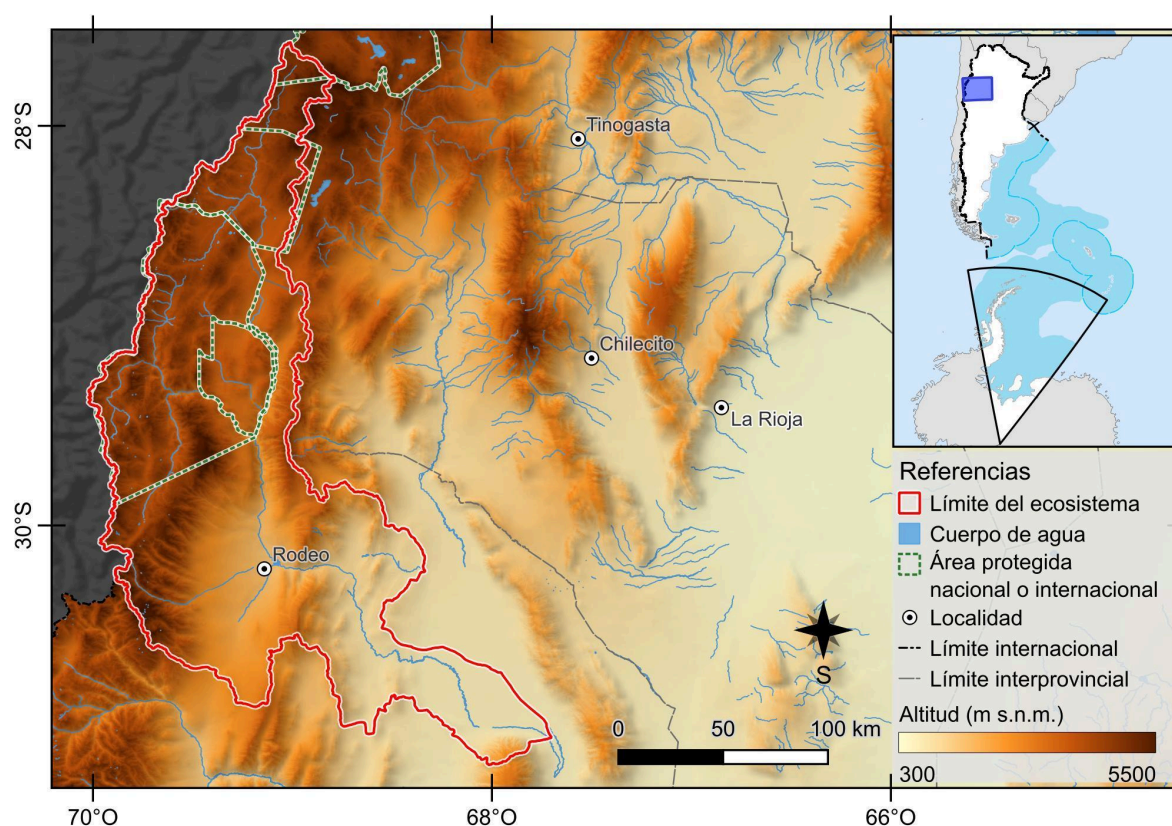 28°S
30°S
70°O
68°O
66°O
Tinogasta
Chilecito
La Rioja
Rodeo
S
0 50 100 km
Referencias
Límite del ecosistema
Cuerpo de agua
Área protegida
nacional o internacional
Localidad
Límite internacional
Límite interprovincial
Altitud (m s.n.m.)
300 5500